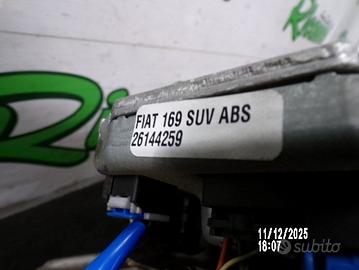 FIAT 169 SUV ABS
26144259
11/12/2025
18:07
subito